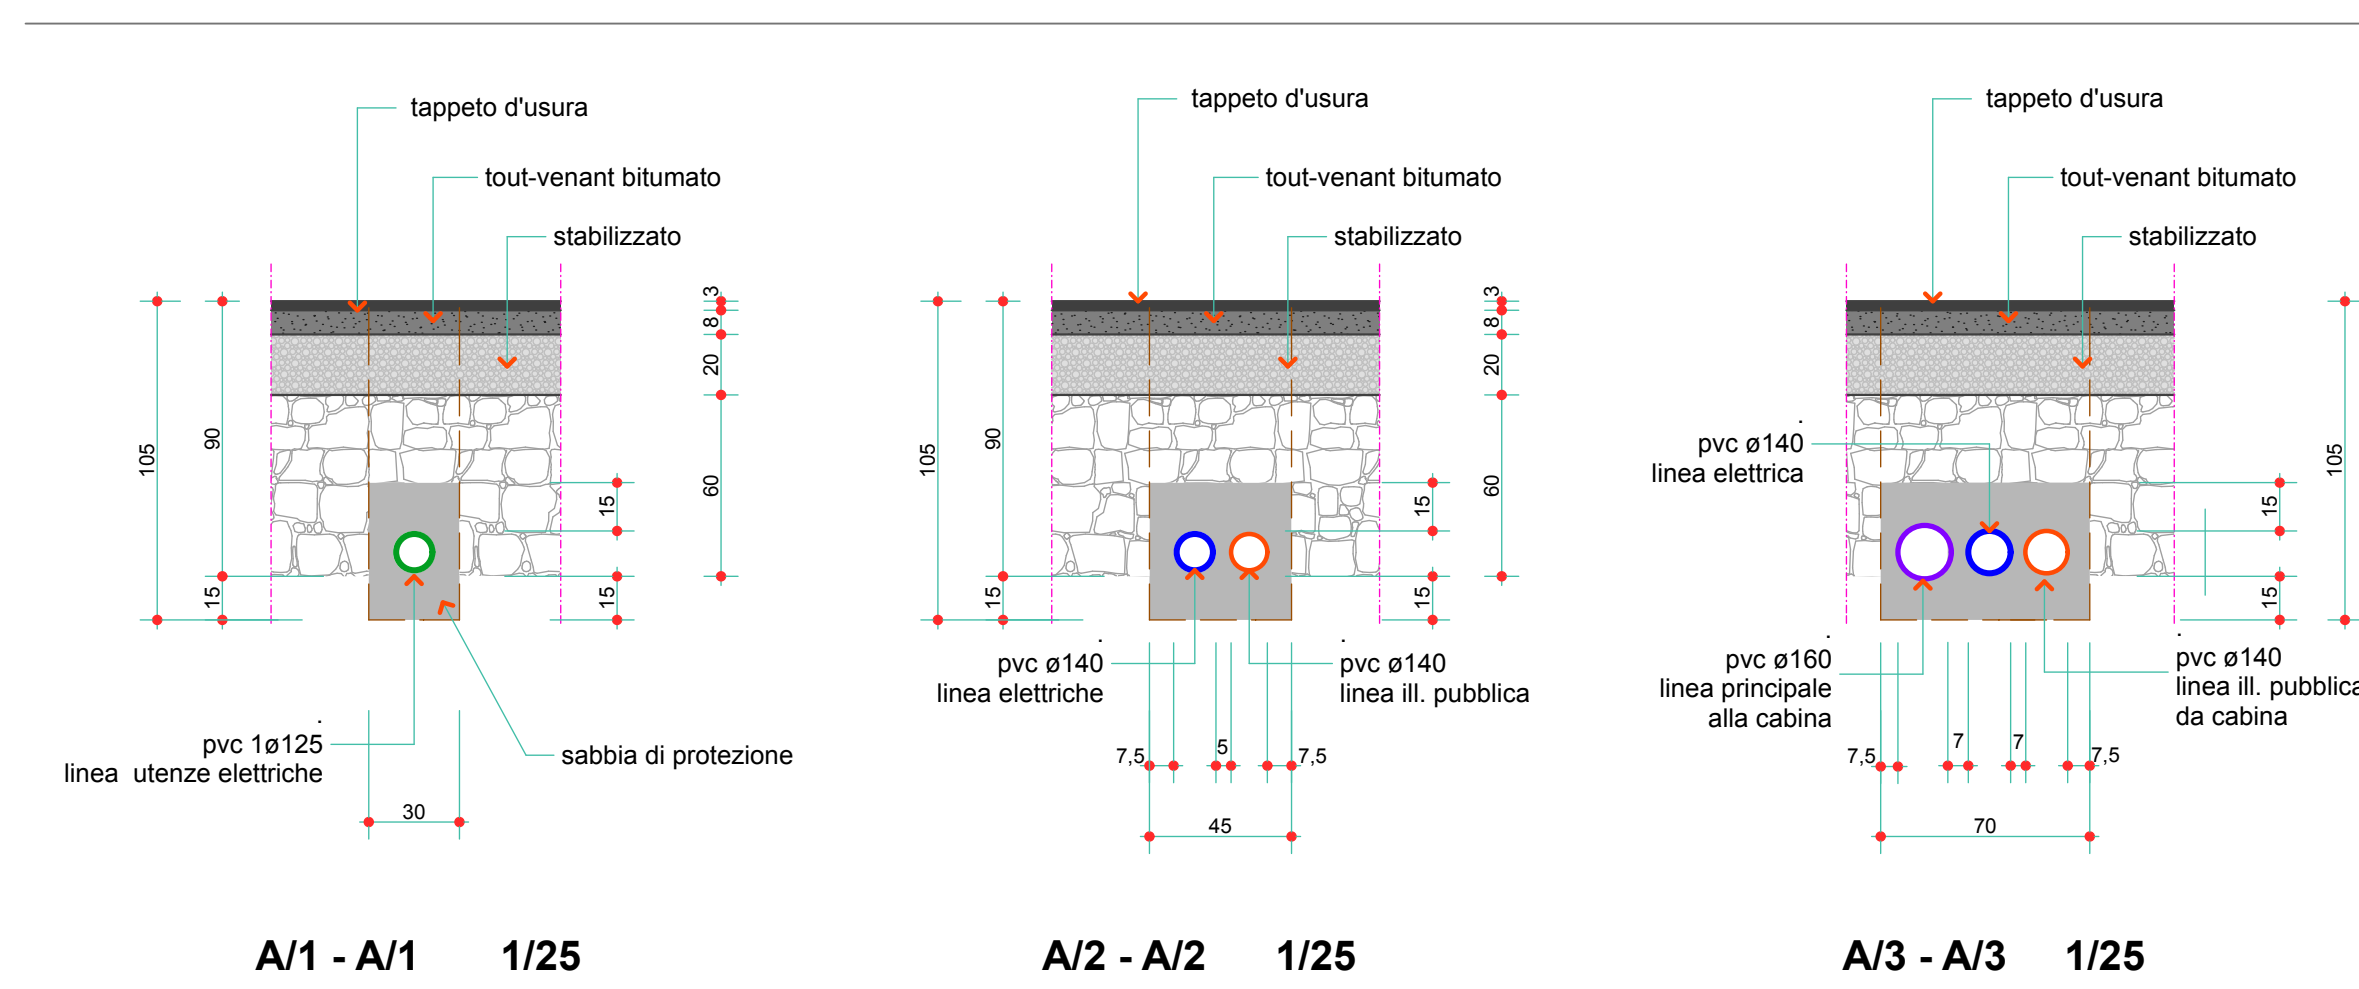 tappeto d'usura
tout-venant bitumato
stabilizzato
3
8
20
60
105
90
15
15
15
pvc 1ø125
linea  utenze elettriche
sabbia di protezione
30
A/1 - A/1 1/25
tappeto d'usura
tout-venant bitumato
stabilizzato
3
8
20
60
105
90
15
15
15
pvc ø140
linea elettriche
pvc ø140
linea ill. pubblica
7,5
5
7,5
45
A/2 - A/2 1/25
tappeto d'usura
tout-venant bitumato
stabilizzato
pvc ø140
linea elettrica
105
15
15
pvc ø160
linea principale
alla cabina
pvc ø140
linea ill. pubblica
da cabina
7,5
7
7
7,5
70
A/3 - A/3 1/25